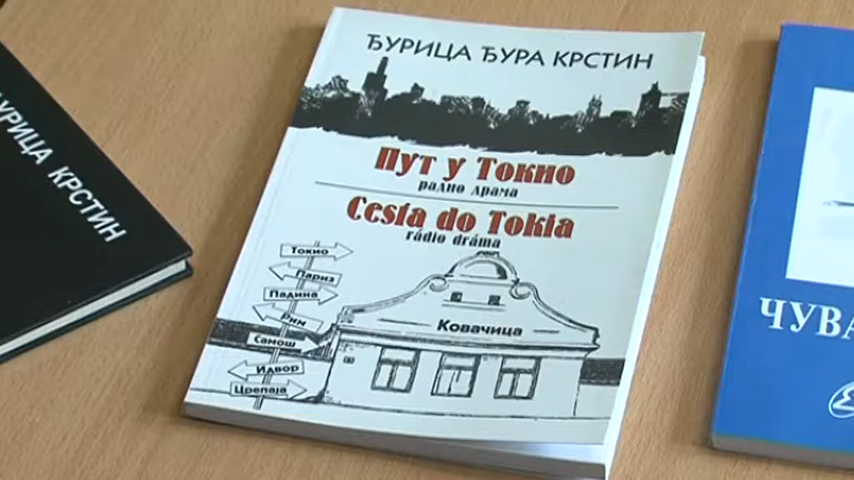 УРИЦА КРСТИН
ЂУРИЦА ЂУРА КРСТИН
Пут у Токио
радио драма
Cesta do Tokia
rádio dráma
Токио
Париз
Падина
Рим
Самош
Идвор
Црепаја
Ковачица
ЧУВА